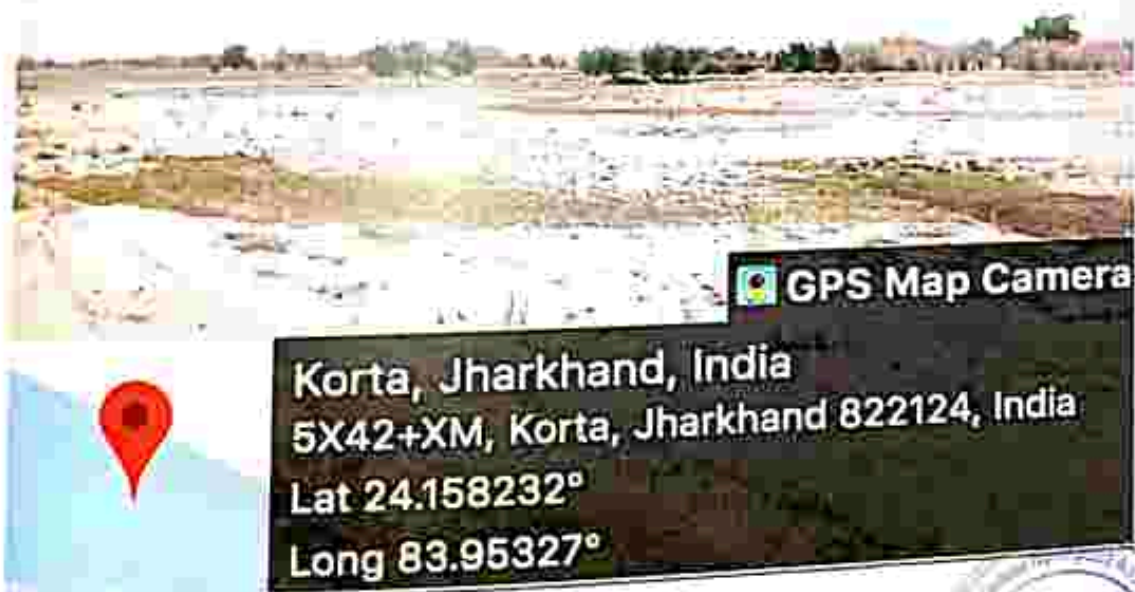 GPS Map Camera
Korta, Jharkhand, India
5X42+XM, Korta, Jharkhand 822124, India
Lat 24.158232°
Long 83.95327°